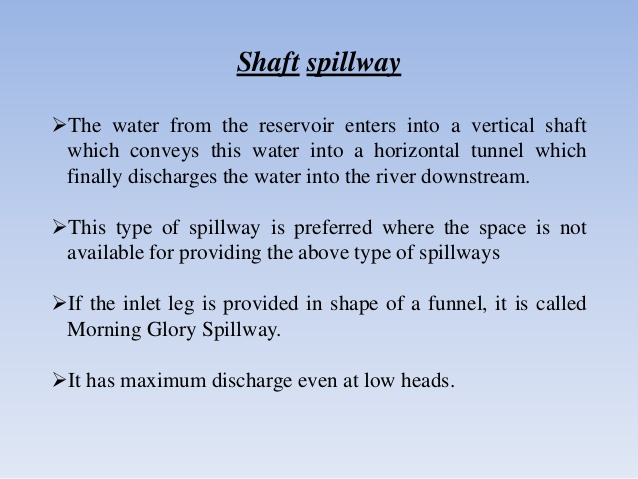 Shaft spillway
➢The water from the reservoir enters into a vertical shaft
which conveys this water into a horizontal tunnel which
finally discharges the water into the river downstream.
➢This type of spillway is preferred where the space is not
available for providing the above type of spillways
➢If the inlet leg is provided in shape of a funnel, it is called
Morning Glory Spillway.
➢It has maximum discharge even at low heads.